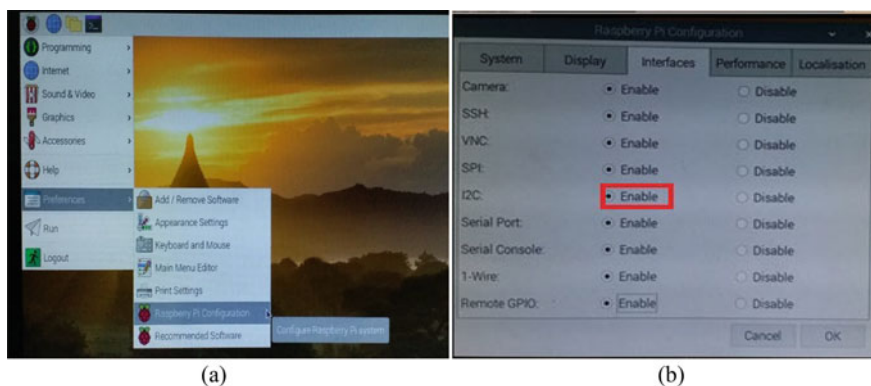 Programming
Internet
Sound & Video
Graphics
Accessories
Help
Preferences
Run
Logout
Add / Remove Software
Appearance Settings
Keyboard and Mouse
Main Menu Editor
Print Settings
Raspberry Pi Configuration
Recommended Software
Configure Raspberry Pi system
(a)
Raspberry Pi Configuration
System Display Interfaces Performance Localisation
Camera: Enable Disable
SSH: Enable Disable
VNC: Enable Disable
SPI: Enable Disable
I2C: Enable Disable
Serial Port: Enable Disable
Serial Console: Enable Disable
1-Wire: Enable Disable
Remote GPIO: Enable Disable
Cancel OK
(b)